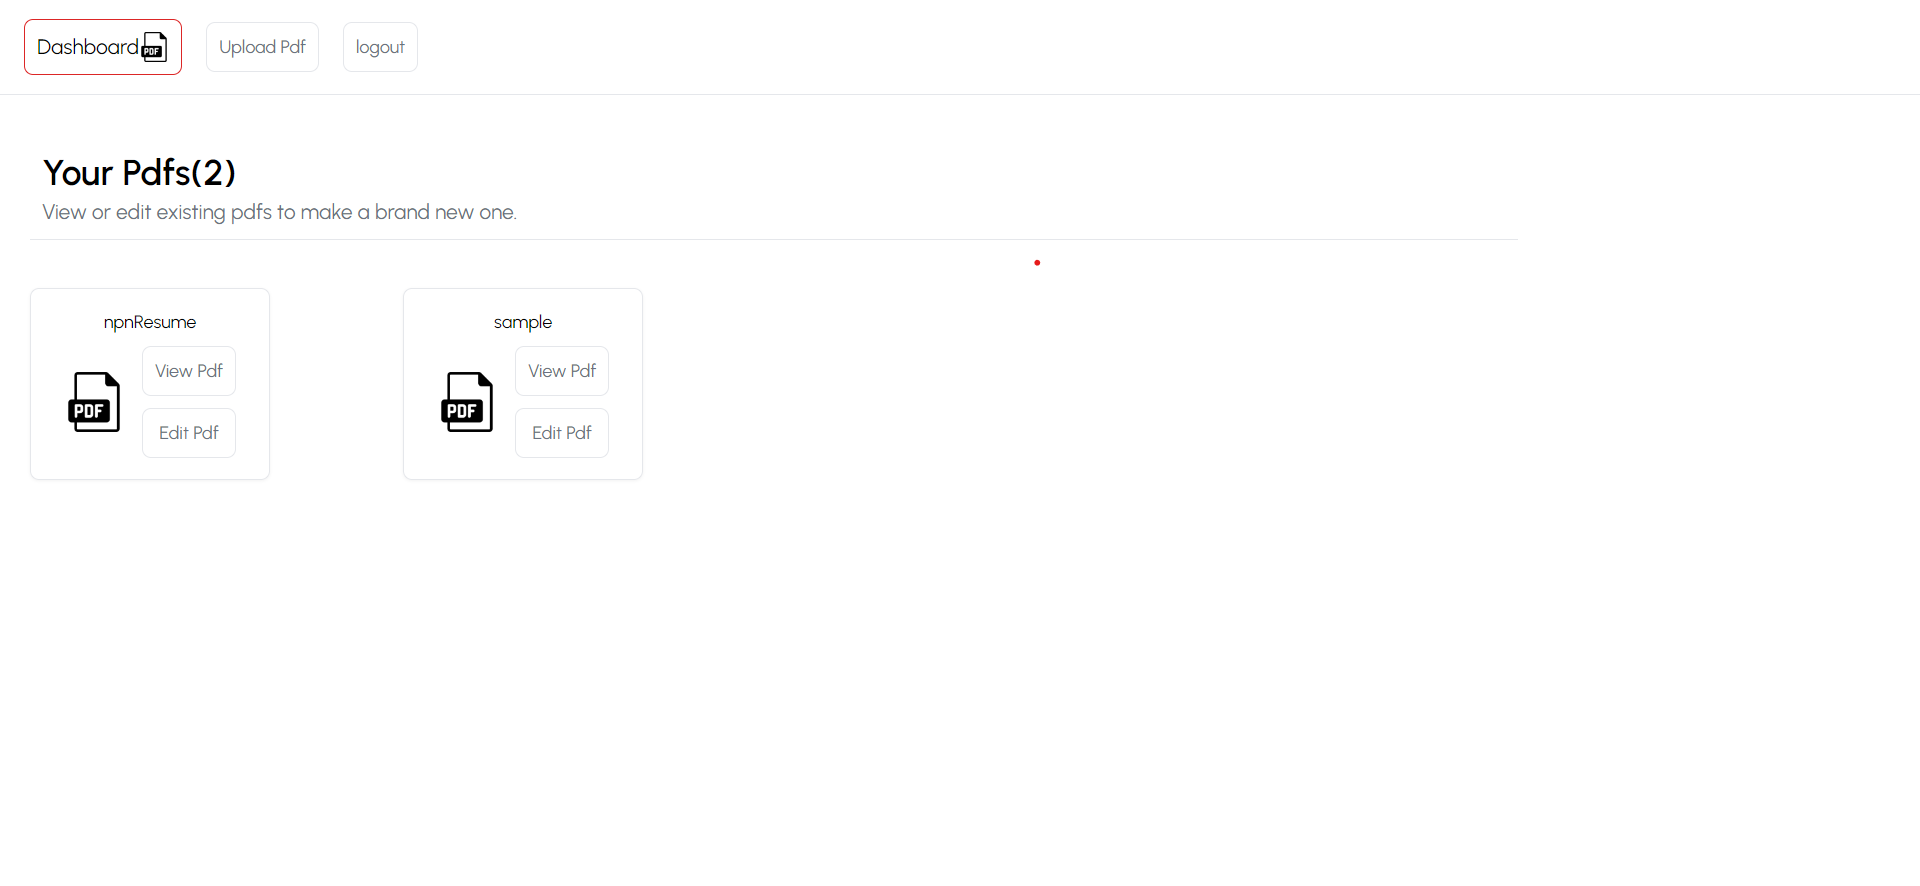 Dashboard PDF Upload Pdf logout
Your Pdfs(2)
View or edit existing pdfs to make a brand new one.
npnResume
PDF
View Pdf
Edit Pdf
sample
PDF
View Pdf
Edit Pdf